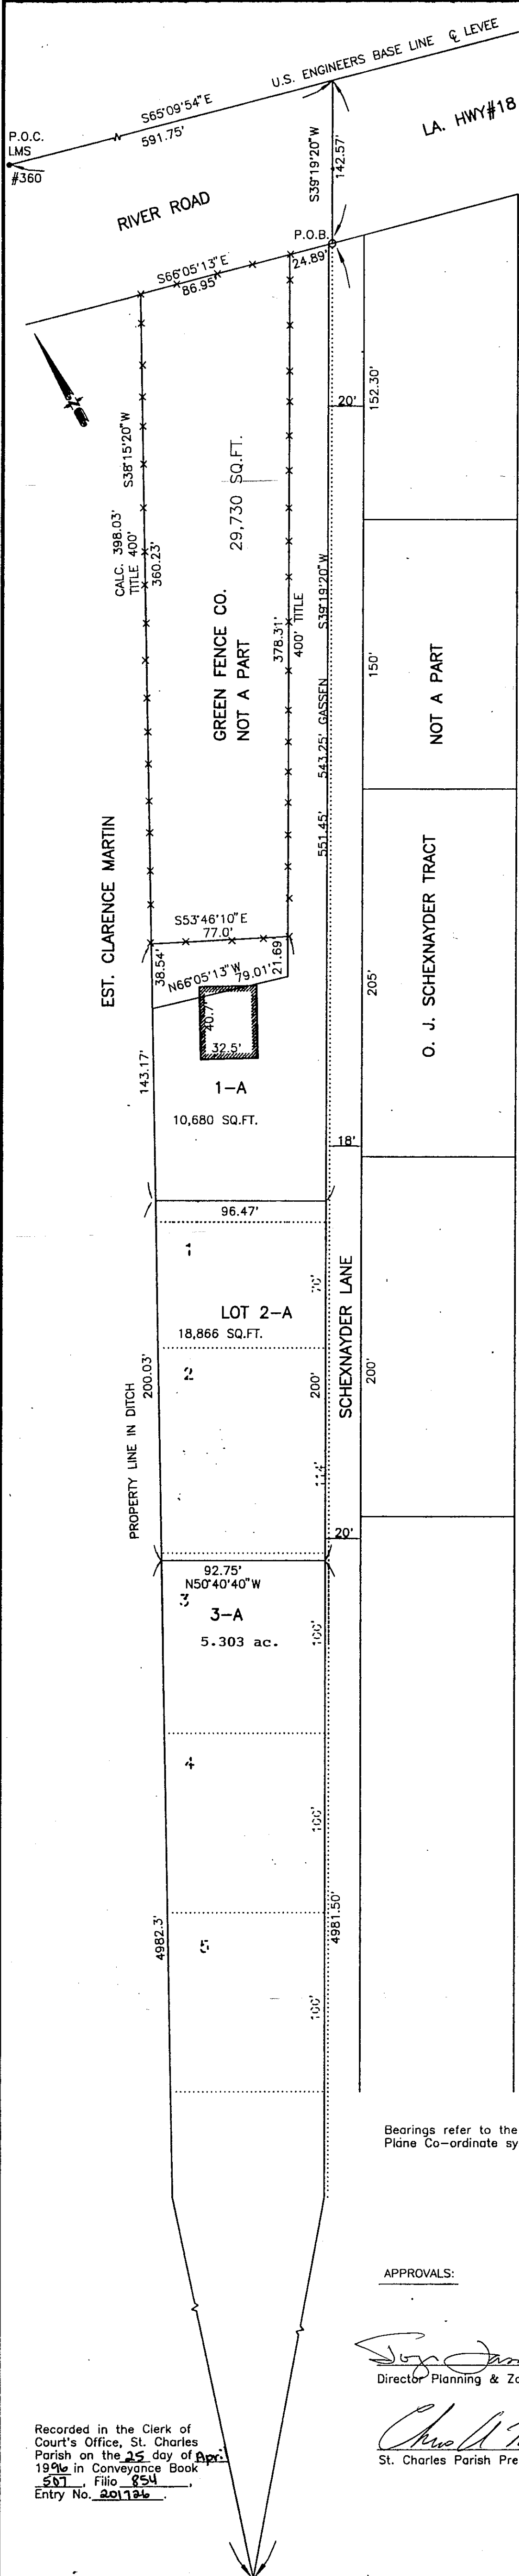 U.S. ENGINEERS BASE LINE ℄ LEVEE
S65°09'54"E
591.75'
P.O.C.
LMS
#360
S39°19'20"W
142.57'
LA. HWY#18
RIVER ROAD
P.O.B.
S66°05'13"E
86.95'
24.89'
N
20'
152.30'
S38°15'20"W
29,730 SQ.FT.
CALC. 398.03'
TITLE 400'
360.23'
GREEN FENCE CO.
NOT A PART
378.31'
400' TITLE
S39°19'20"W
543.25' GASSEN
551.45'
150'
NOT A PART
EST. CLARENCE MARTIN
S53°46'10"E
77.0'
38.54'
N66°05'13"W
79.01'
21.69'
40.7'
32.5'
205'
O. J. SCHEXNAYDER TRACT
143.17'
1-A
10,680 SQ.FT.
18'
96.47'
1
70'
LOT 2-A
18,866 SQ.FT.
SCHEXNAYDER LANE
2
200.03'
200'
200'
PROPERTY LINE IN DITCH
114'
20'
92.75'
N50°40'40"W
3
3-A
5.303 ac.
100'
4
100'
5
4982.3'
4981.50'
100'
Bearings refer to the
Plane Co-ordinate sy
APPROVALS:
Director Planning & Zo
St. Charles Parish Pre
Recorded in the Clerk of
Court's Office, St. Charles
Parish on the 25 day of Apri
1996 in Conveyance Book
507, Filio 854,
Entry No. 201726.